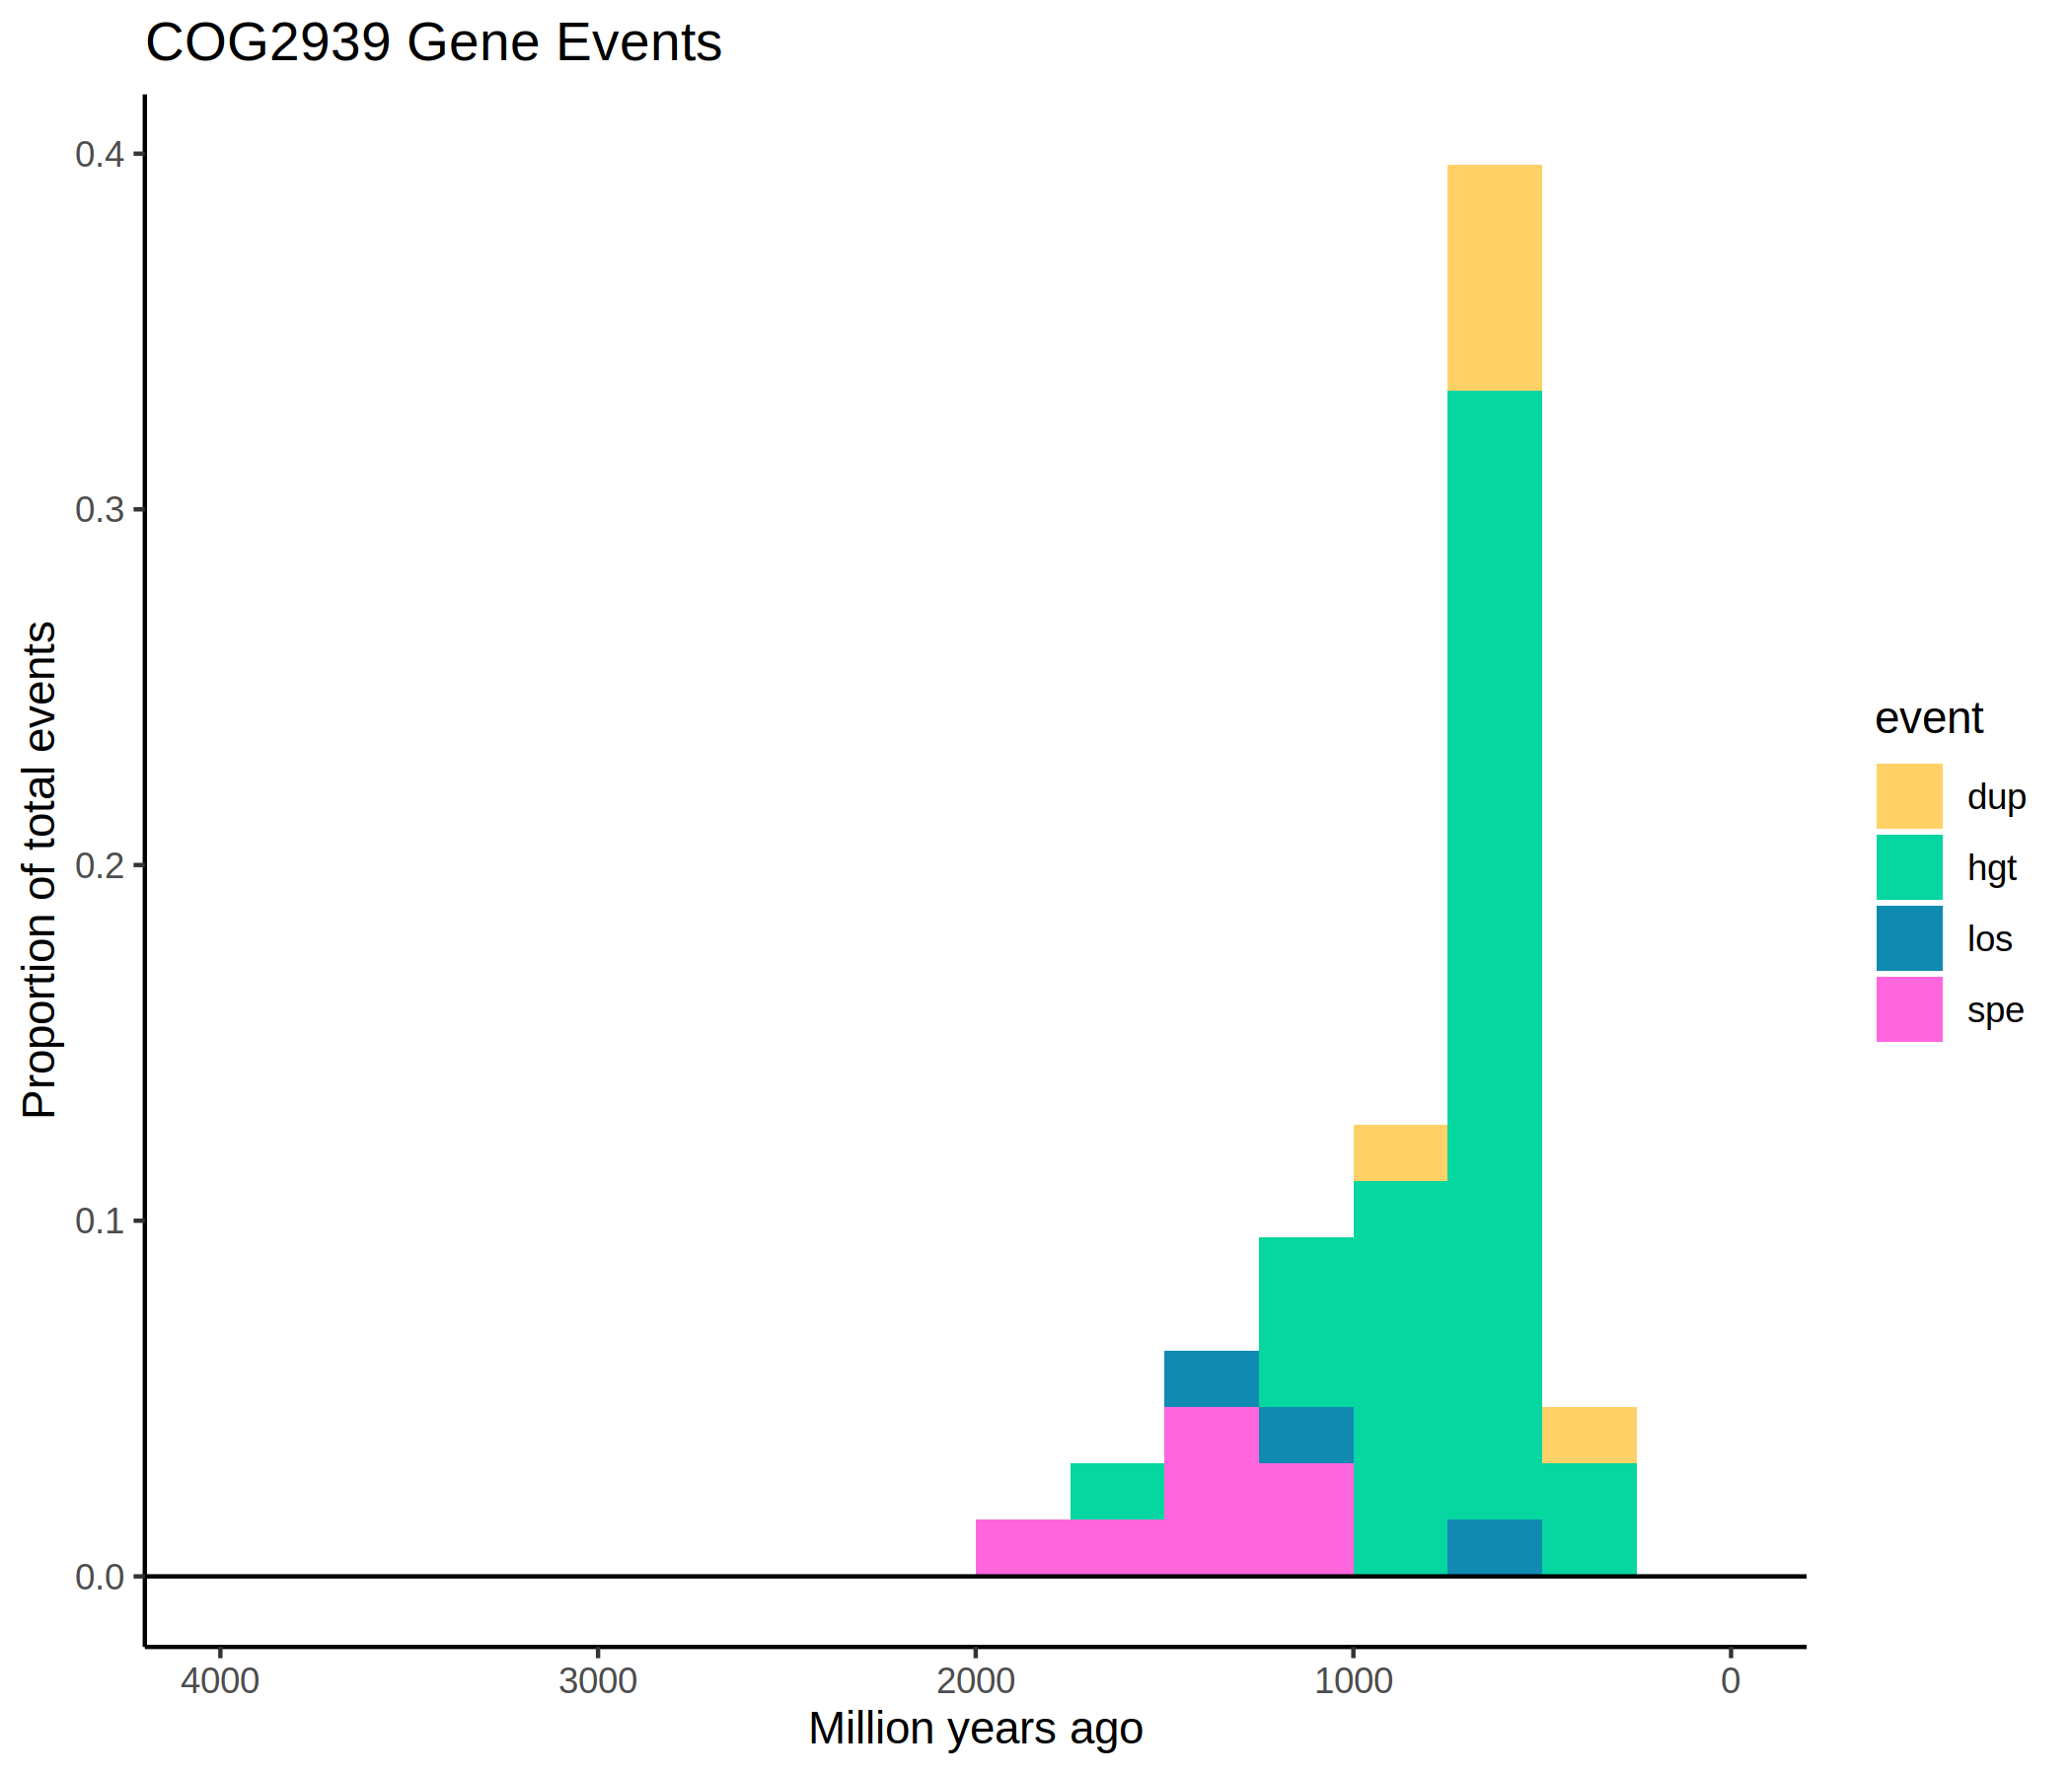 COG2939 Gene Events
0.4
0.3
0.2
0.1
0.0
Proportion of total events
4000 3000 2000 1000 0
Million years ago
event
dup
hgt
los
spe